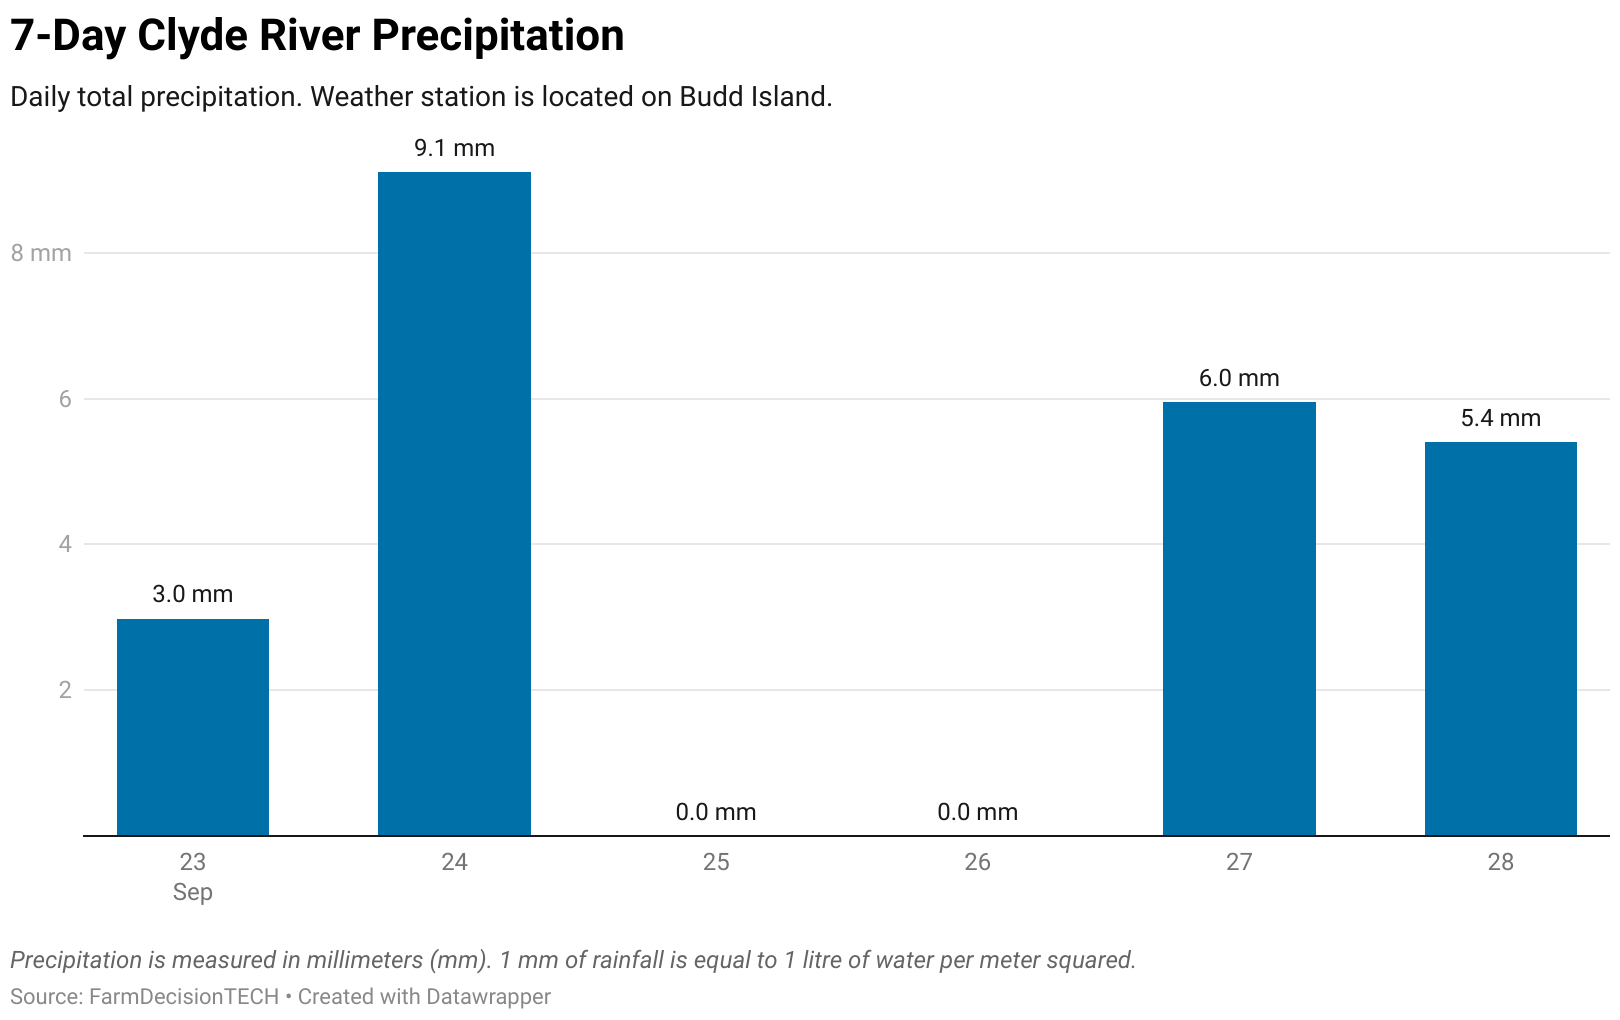 7-Day Clyde River Precipitation
Daily total precipitation. Weather station is located on Budd Island.
9.1 mm
8 mm
6.0 mm
6
5.4 mm
4
3.0 mm
2
0.0 mm
0.0 mm
23
24
25
26
27
28
Sep
Precipitation is measured in millimeters (mm). 1 mm of rainfall is equal to 1 litre of water per meter squared.
Source: FarmDecisionTECH • Created with Datawrapper